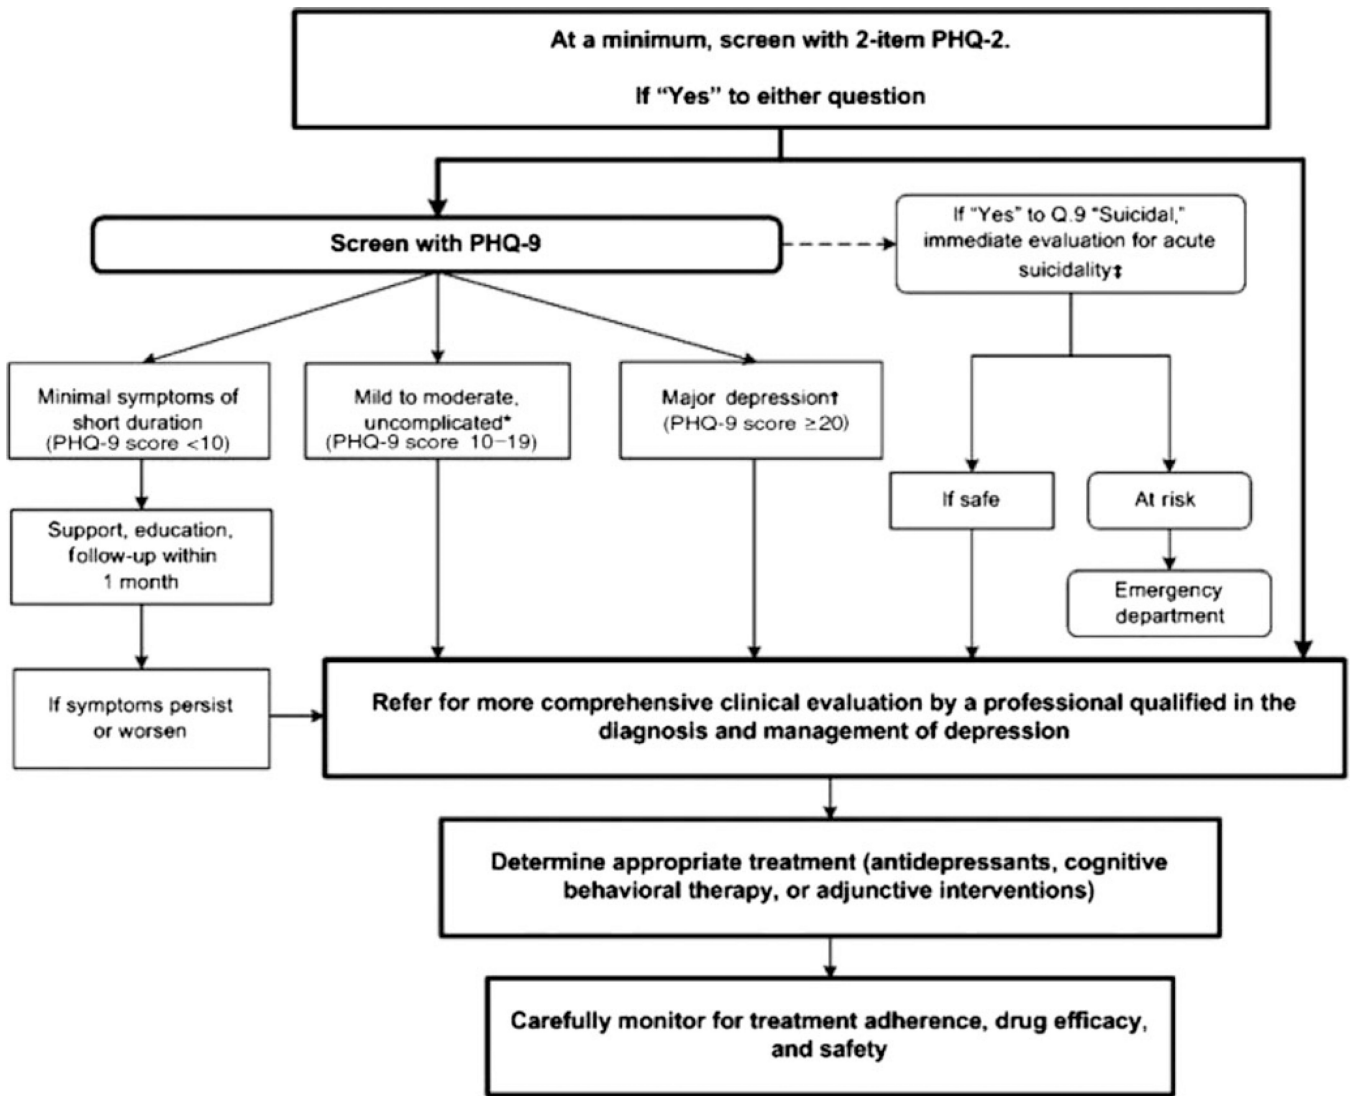 At a minimum, screen with 2-item PHQ-2.
If “Yes” to either question
Screen with PHQ-9
If “Yes” to Q.9 “Suicidal,”
immediate evaluation for acute
suicidality‡
Minimal symptoms of
short duration
(PHQ-9 score <10)
Mild to moderate,
uncomplicated*
(PHQ-9 score 10–19)
Major depression†
(PHQ-9 score ≥20)
If safe
At risk
Support, education,
follow-up within
1 month
Emergency
department
If symptoms persist
or worsen
Refer for more comprehensive clinical evaluation by a professional qualified in the
diagnosis and management of depression
Determine appropriate treatment (antidepressants, cognitive
behavioral therapy, or adjunctive interventions)
Carefully monitor for treatment adherence, drug efficacy,
and safety